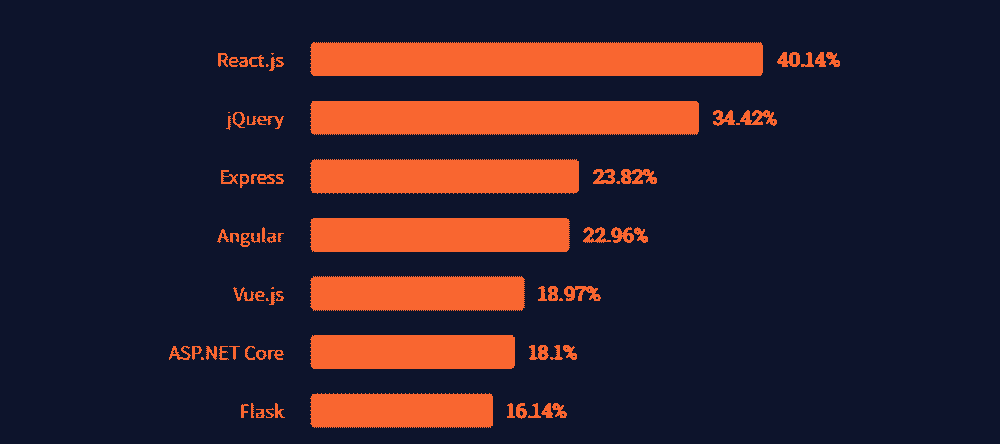 React.js 40.14%
jQuery 34.42%
Express 23.82%
Angular 22.96%
Vue.js 18.97%
ASP.NET Core 18.1%
Flask 16.14%